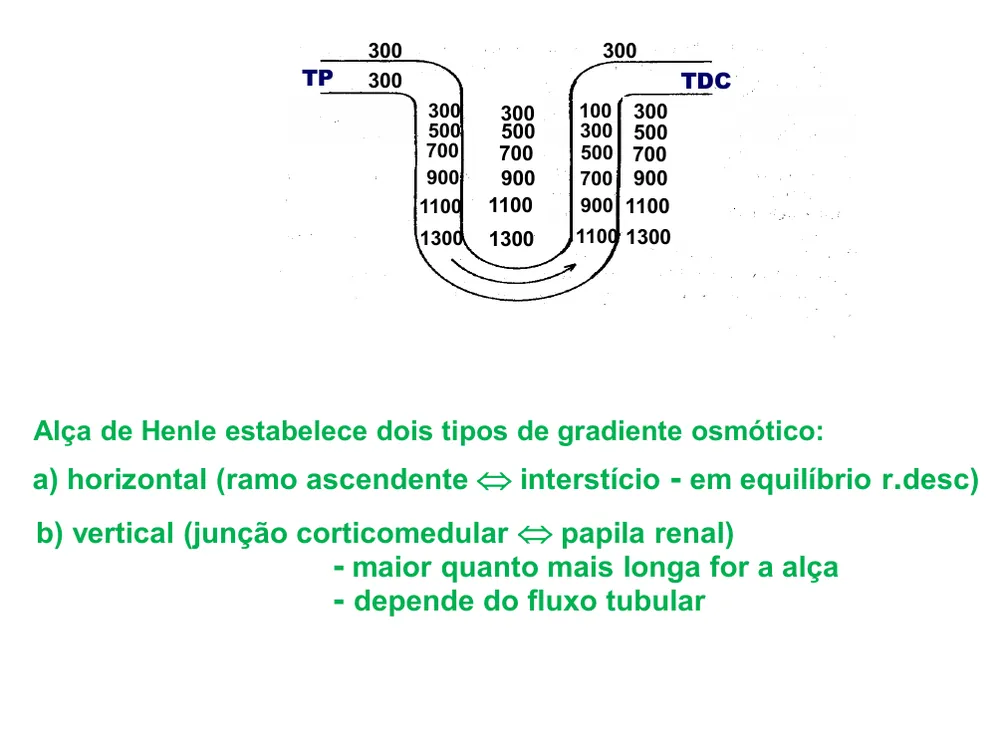 300 300
TP 300 TDC
300 300 100 300
500 500 300 500
700 700 500 700
900 900 700 900
1100 1100 900 1100
1300 1300 1100 1300
Alça de Henle estabelece dois tipos de gradiente osmótico:
a) horizontal (ramo ascendente ⇔ interstício - em equilíbrio r.desc)
b) vertical (junção corticomedular ⇔ papila renal)
- maior quanto mais longa for a alça
- depende do fluxo tubular